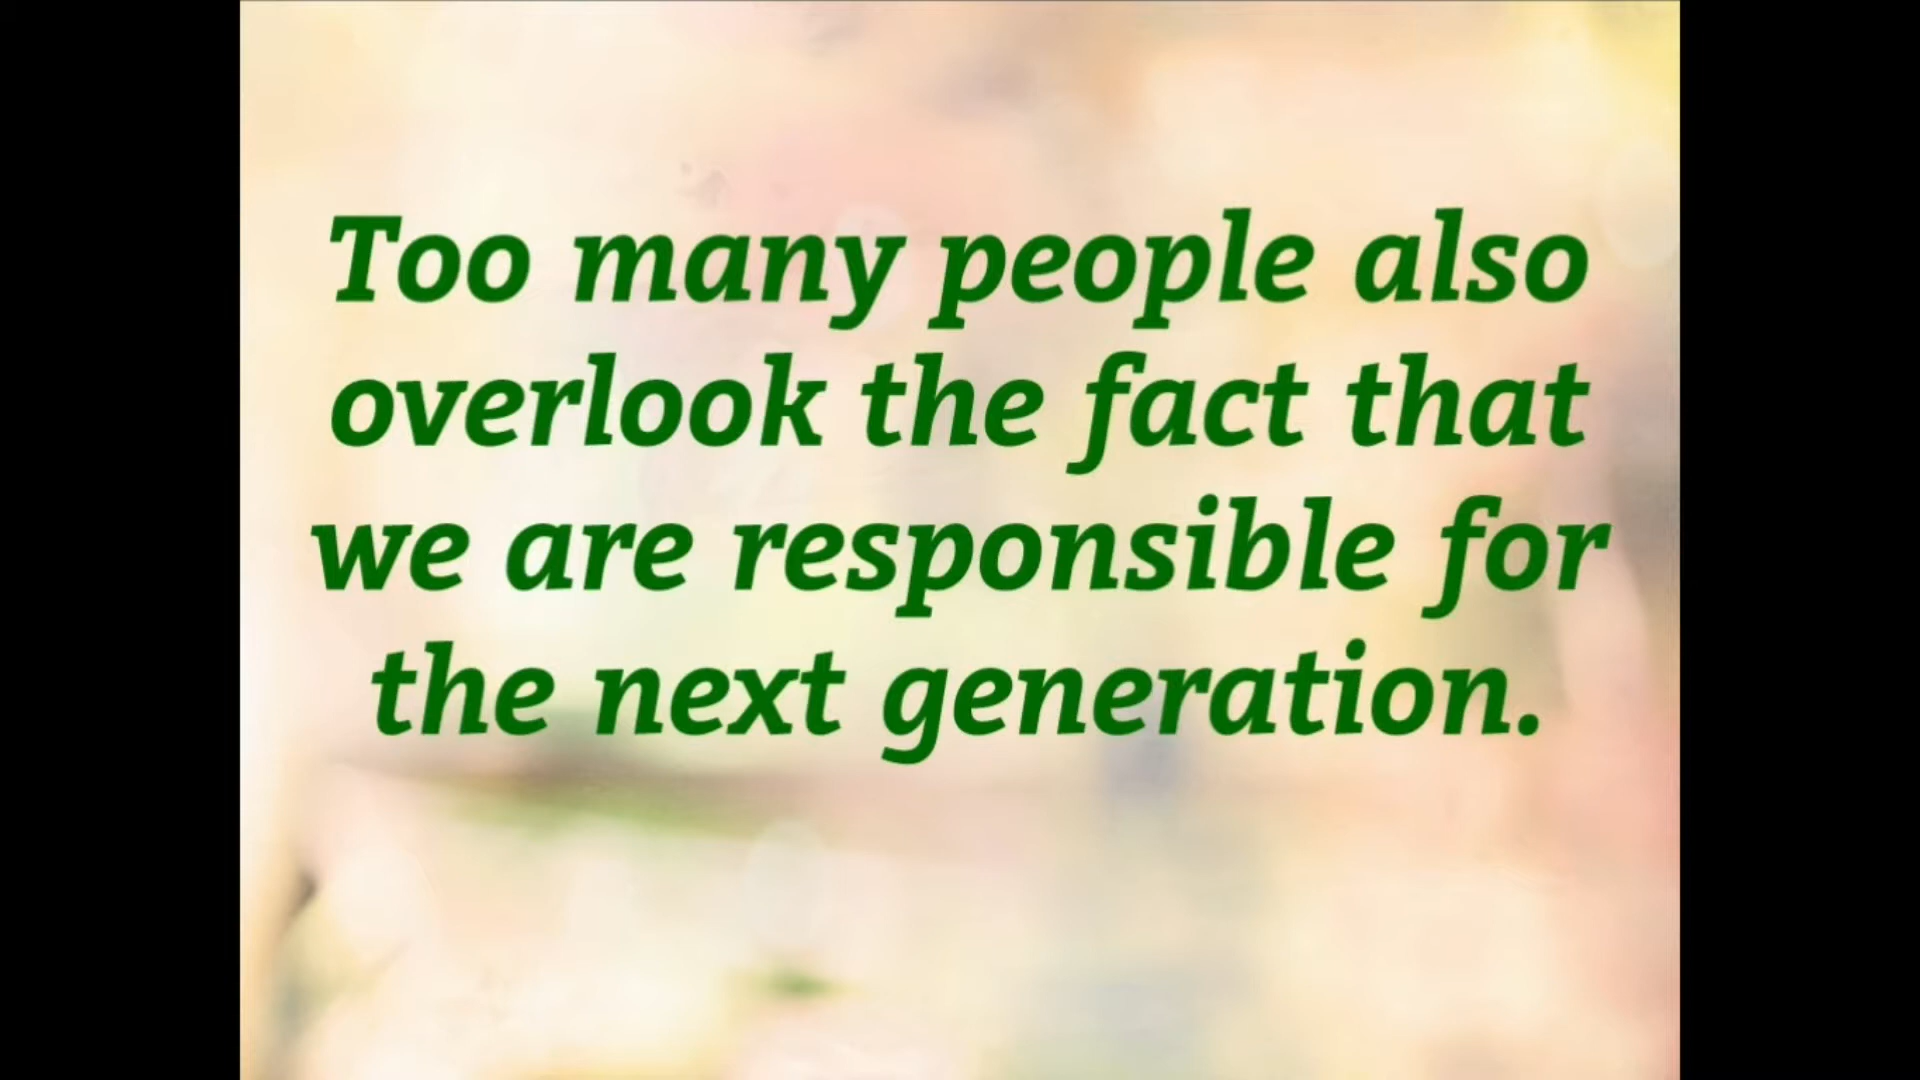 Too many people also
overlook the fact that
we are responsible for
the next generation.